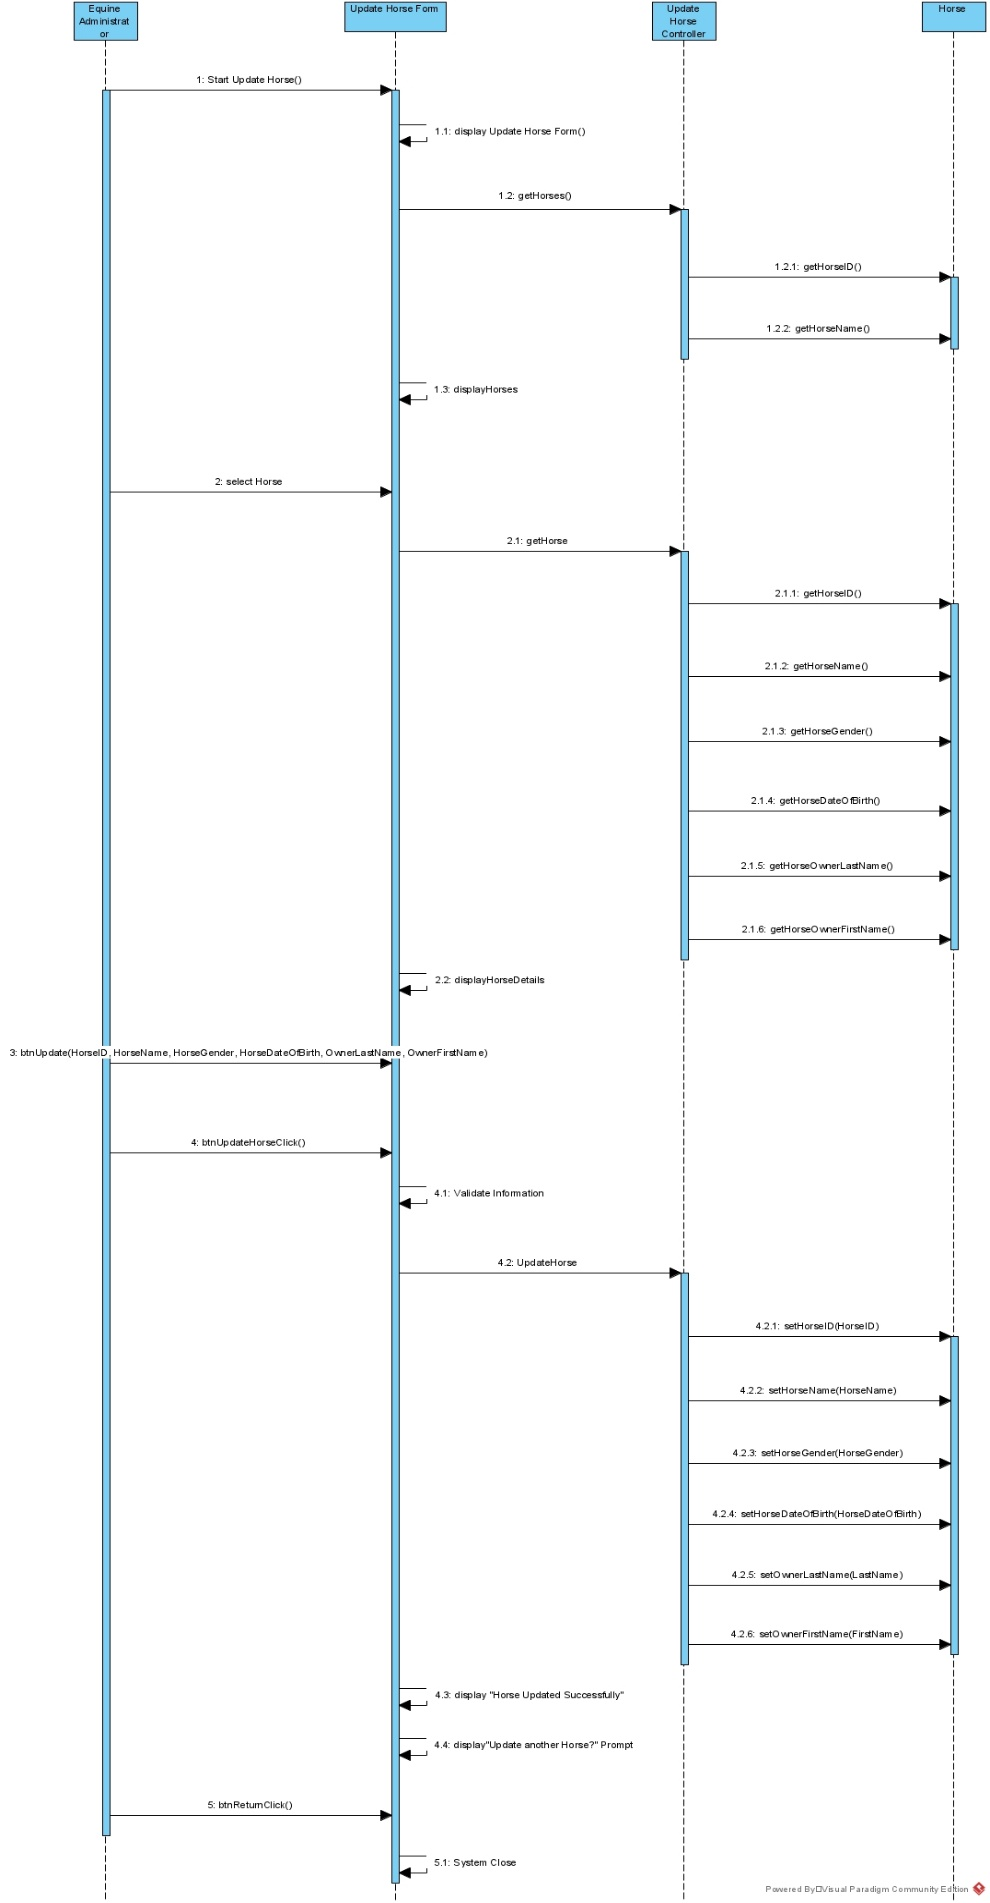 Equine
Administrat
or
Update Horse Form
Update
Horse
Controller
Horse
1: Start Update Horse()
1.1: display Update Horse Form()
1.2: getHorses()
1.2.1: getHorseID()
1.2.2: getHorseName()
1.3: displayHorses
2: select Horse
2.1: getHorse
2.1.1: getHorseID()
2.1.2: getHorseName()
2.1.3: getHorseGender()
2.1.4: getHorseDateOfBirth()
2.1.5: getHorseOwnerLastName()
2.1.6: getHorseOwnerFirstName()
2.2: displayHorseDetails
3: btnUpdate(HorseID, HorseName, HorseGender, HorseDateOfBirth, OwnerLastName, OwnerFirstName)
4: btnUpdateHorseClick()
4.1: Validate Information
4.2: UpdateHorse
4.2.1: setHorseID(HorseID)
4.2.2: setHorseName(HorseName)
4.2.3: setHorseGender(HorseGender)
4.2.4: setHorseDateOfBirth(HorseDateOfBirth)
4.2.5: setOwnerLastName(LastName)
4.2.6: setOwnerFirstName(FirstName)
4.3: display "Horse Updated Successfully"
4.4: display"Update another Horse?" Prompt
5: btnReturnClick()
5.1: System Close
Powered By□Visual Paradigm Community Edition